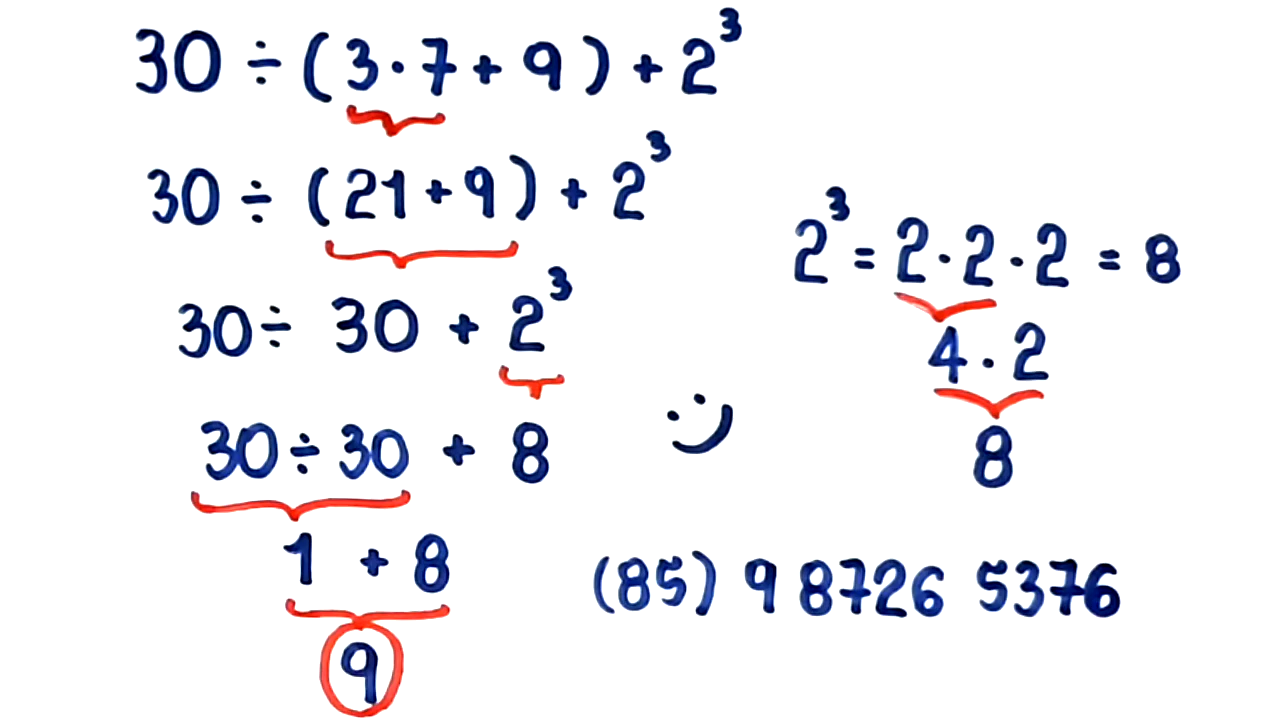 30 ÷ (3 · 7 + 9) + 2³
30 ÷ (21 + 9) + 2³
30 ÷ 30 + 2³
30 ÷ 30 + 8
1 + 8
9
2³ = 2 · 2 · 2 = 8
4 · 2
8
:)
(85) 9 8726 5376